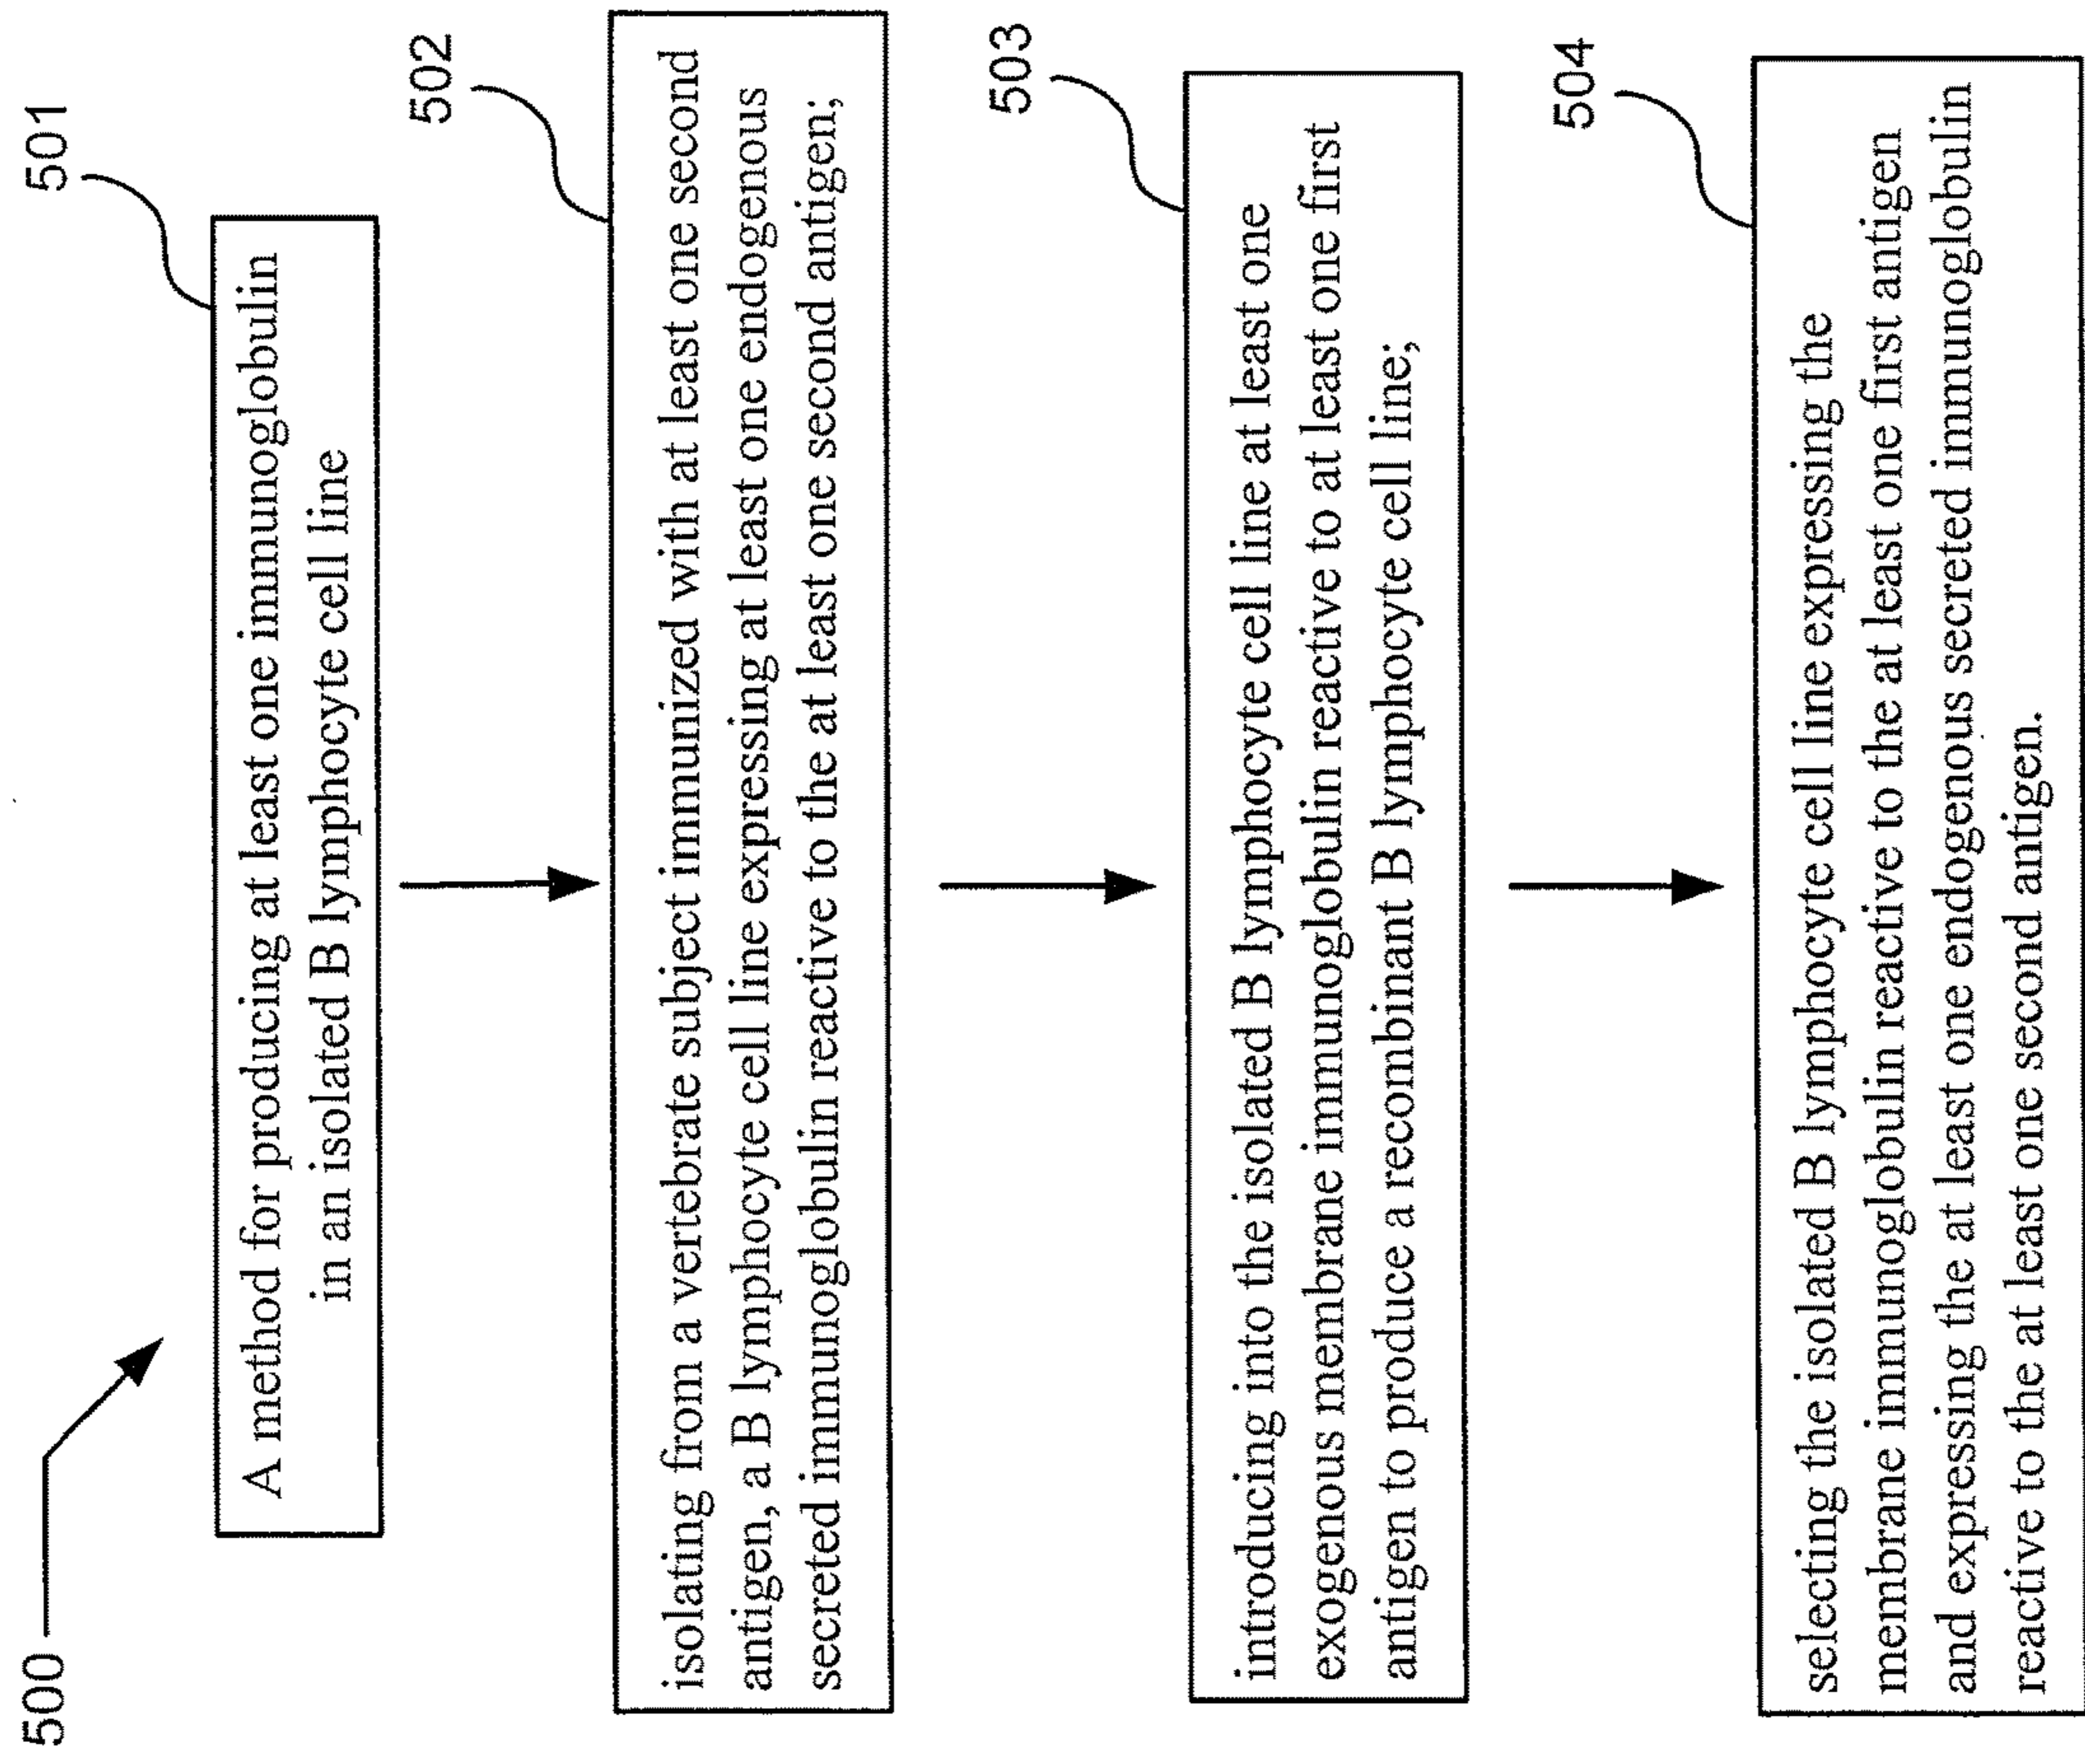 500
501
A method for producing at least one immunoglobulin
in an isolated B lymphocyte cell line
502
isolating from a vertebrate subject immunized with at least one second
antigen, a B lymphocyte cell line expressing at least one endogenous
secreted immunoglobulin reactive to the at least one second antigen;
503
introducing into the isolated B lymphocyte cell line at least one
exogenous membrane immunoglobulin reactive to at least one first
antigen to produce a recombinant B lymphocyte cell line;
504
selecting the isolated B lymphocyte cell line expressing the
membrane immunoglobulin reactive to the at least one first antigen
and expressing the at least one endogenous secreted immunoglobulin
reactive to the at least one second antigen.